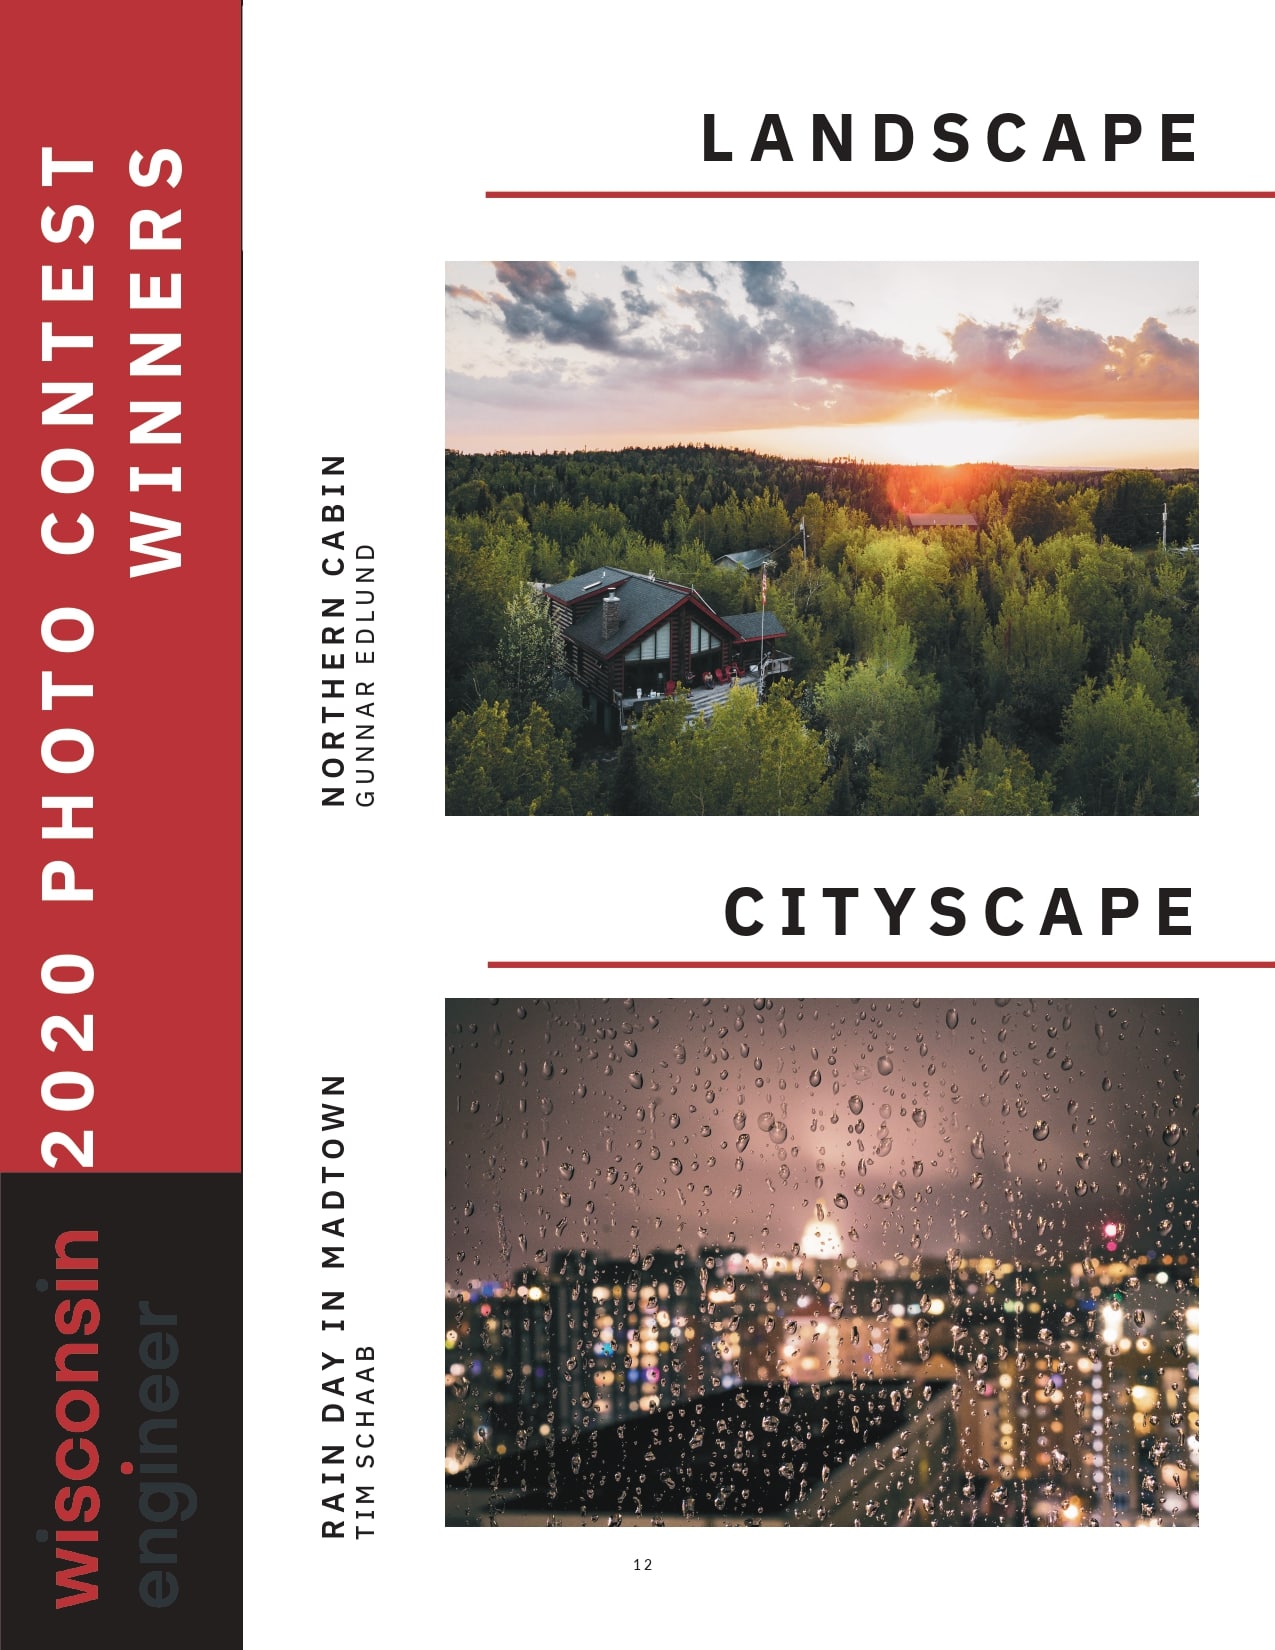 2020 PHOTO CONTEST
WINNERS
wisconsin
engineer
LANDSCAPE
NORTHERN CABIN
GUNNAR EDLUND
CITYSCAPE
RAIN DAY IN MADTOWN
TIM SCHAAB
12